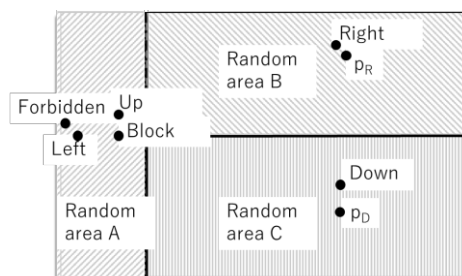 Right
Random
area B
p_R
Forbidden
Up
Left
Block
Down
Random
area A
Random
area C
p_D